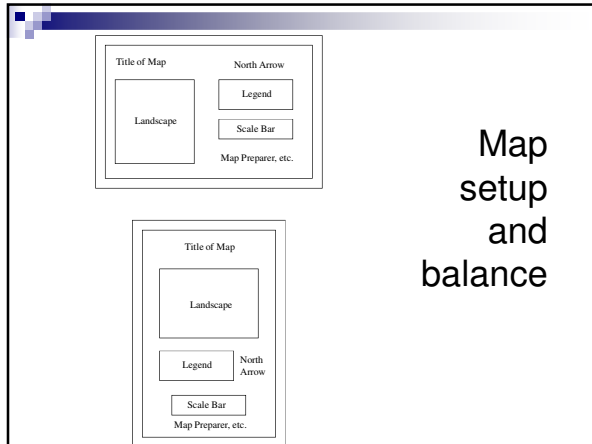 Title of Map
North Arrow
Legend
Landscape
Scale Bar
Map Preparer, etc.
Map
setup
and
balance
Title of Map
Landscape
Legend
North
Arrow
Scale Bar
Map Preparer, etc.